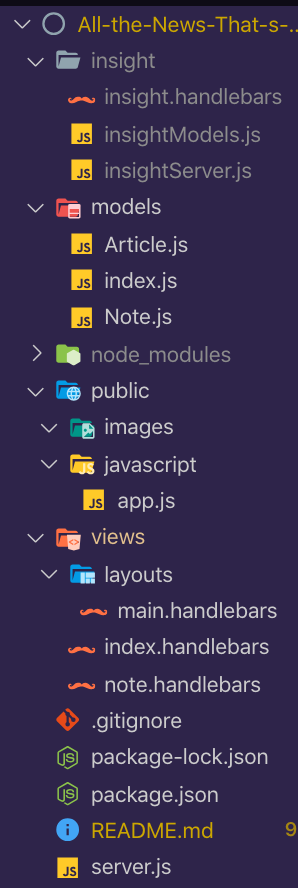 All-the-News-That-s-...
insight
insight.handlebars
JS insightModels.js
JS insightServer.js
models
JS Article.js
JS index.js
JS Note.js
node_modules
public
images
JS javascript
JS app.js
views
layouts
main.handlebars
index.handlebars
note.handlebars
.gitignore
package-lock.json
package.json
README.md 9
JS server.js